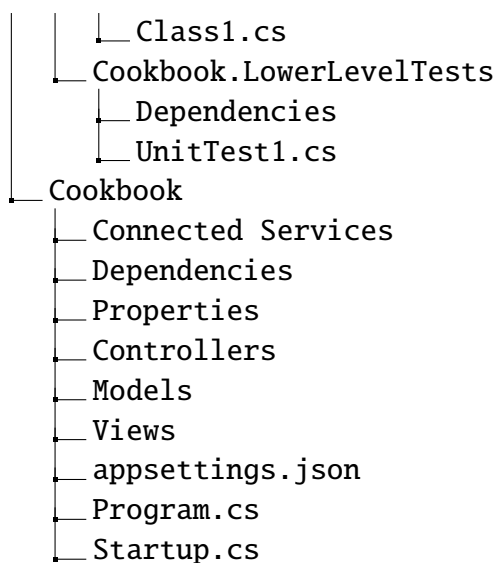 Class1.cs
Cookbook.LowerLevelTests
Dependencies
UnitTest1.cs
Cookbook
Connected Services
Dependencies
Properties
Controllers
Models
Views
appsettings.json
Program.cs
Startup.cs